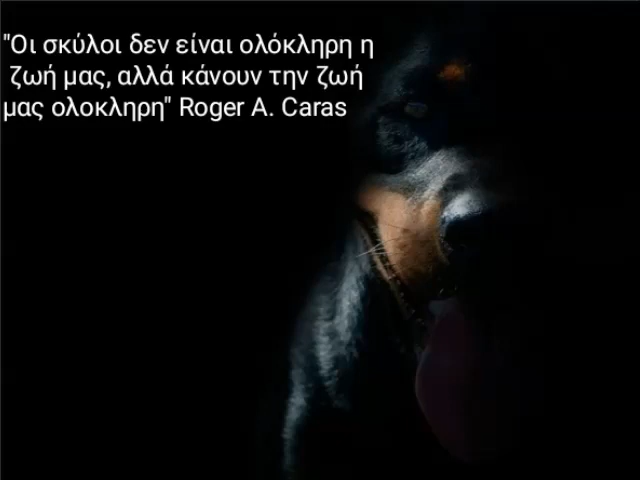 "Οι σκύλοι δεν είναι ολόκληρη η
ζωή μας, αλλά κάνουν την ζωή
μας ολοκληρη" Roger A. Caras